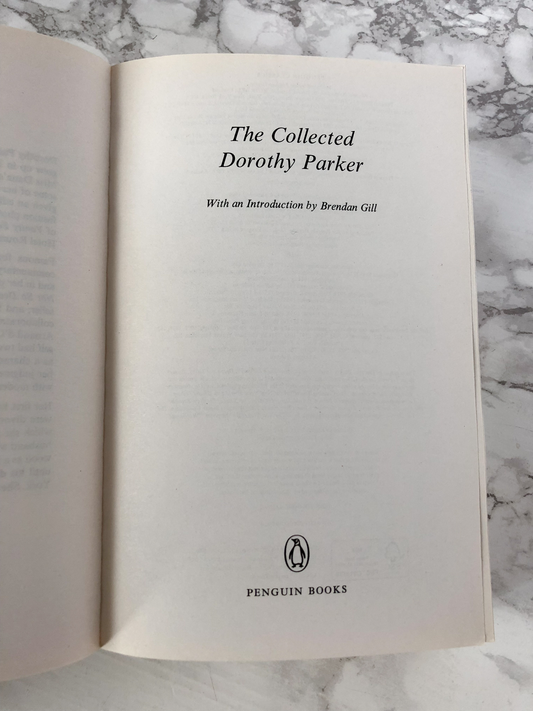 The Collected
Dorothy Parker
With an Introduction by Brendan Gill
PENGUIN BOOKS